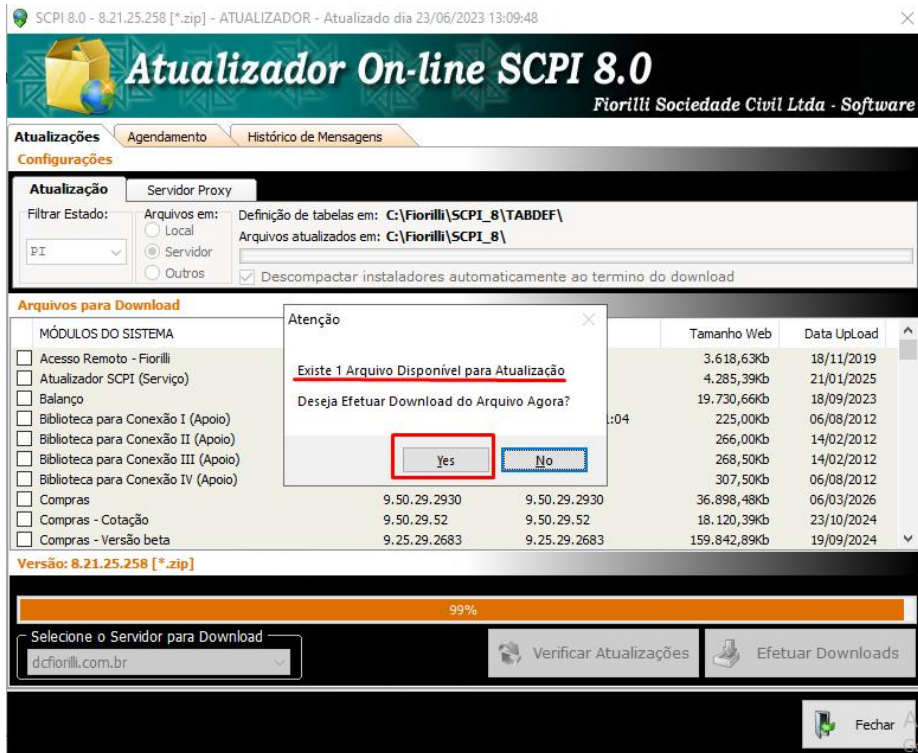 SCPI 8.0 - 8.21.25.258 [*.zip] - ATUALIZADOR - Atualizado dia 23/06/2023 13:09:48
Atualizador On-line SCPI 8.0
Fiorilli Sociedade Civil Ltda - Software
Atualizações Agendamento Histórico de Mensagens
Configurações
Atualização Servidor Proxy
Filtrar Estado:
PI
Arquivos em:
Local
Servidor
Outros
Definição de tabelas em: C:\Fiorilli\SCPI_8\TABDEF\
Arquivos atualizados em: C:\Fiorilli\SCPI_8\
Descompactar instaladores automaticamente ao termino do download
Arquivos para Download
MÓDULOS DO SISTEMA Tamanho Web Data UpLoad
Acesso Remoto - Fiorilli 3.618,63Kb 18/11/2019
Atualizador SCPI (Serviço) 4.285,39Kb 21/01/2025
Balanço 19.730,66Kb 18/09/2023
Biblioteca para Conexão I (Apoio) 1:04 225,00Kb 06/08/2012
Biblioteca para Conexão II (Apoio) 266,00Kb 14/02/2012
Biblioteca para Conexão III (Apoio) 268,50Kb 14/02/2012
Biblioteca para Conexão IV (Apoio) 307,50Kb 06/08/2012
Compras 9.50.29.2930 9.50.29.2930 36.898,48Kb 06/03/2026
Compras - Cotação 9.50.29.52 9.50.29.52 18.120,39Kb 23/10/2024
Compras - Versão beta 9.25.29.2683 9.25.29.2683 159.842,89Kb 19/09/2024
Atenção
Existe 1 Arquivo Disponível para Atualização
Deseja Efetuar Download do Arquivo Agora?
Yes No
Versão: 8.21.25.258 [*.zip]
99%
Selecione o Servidor para Download
dcfiorilli.com.br
Verificar Atualizações Efetuar Downloads
Fechar